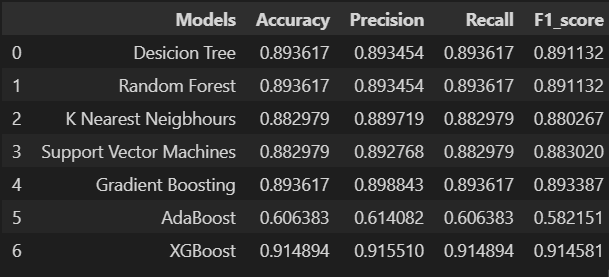 Models Accuracy Precision Recall F1_score
0 Desicion Tree 0.893617 0.893454 0.893617 0.891132
1 Random Forest 0.893617 0.893454 0.893617 0.891132
2 K Nearest Neigbhours 0.882979 0.889719 0.882979 0.880267
3 Support Vector Machines 0.882979 0.892768 0.882979 0.883020
4 Gradient Boosting 0.893617 0.898843 0.893617 0.893387
5 AdaBoost 0.606383 0.614082 0.606383 0.582151
6 XGBoost 0.914894 0.915510 0.914894 0.914581